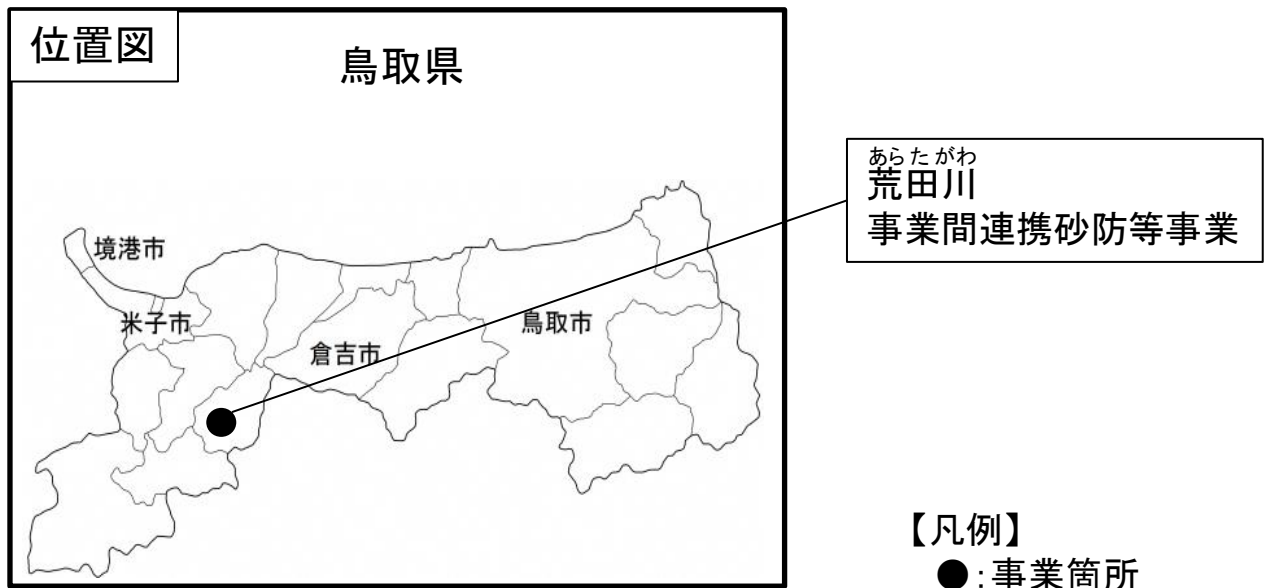 位置図
鳥取県
境港市
米子市
倉吉市
鳥取市
あらたがわ
荒田川
事業間連携砂防等事業
【凡例】
●:事業箇所